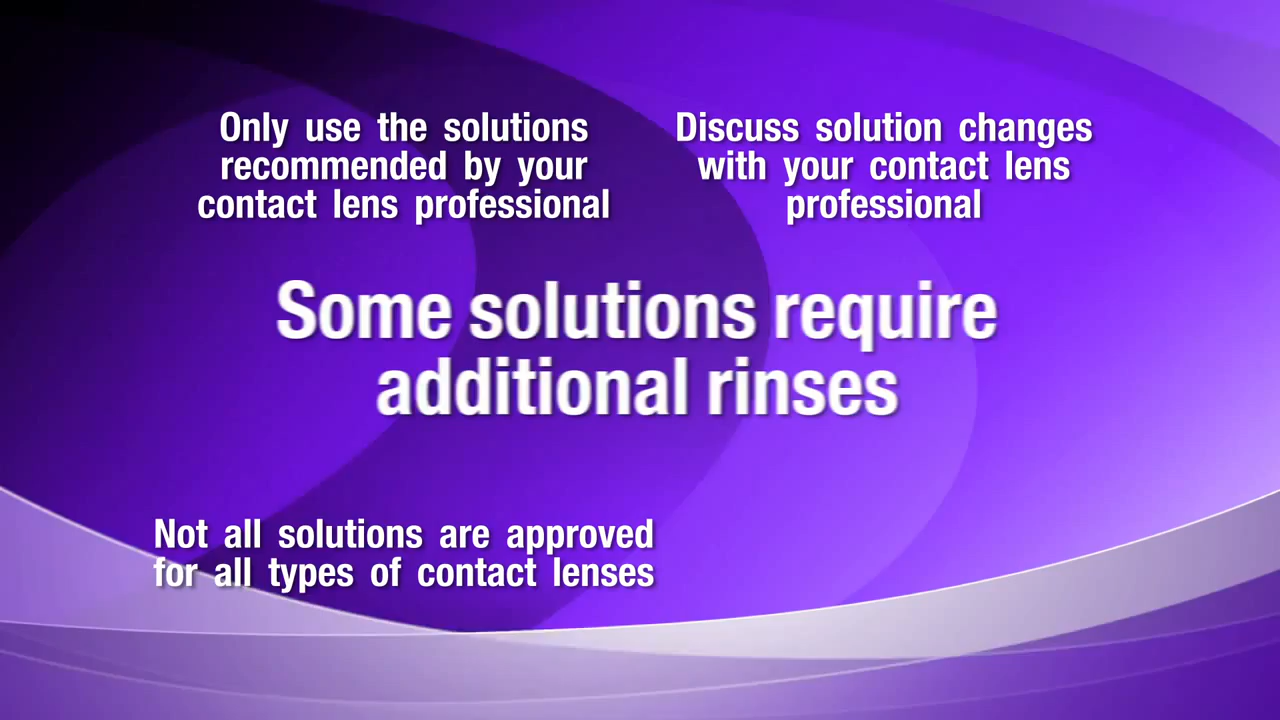 Only use the solutions
recommended by your
contact lens professional
Discuss solution changes
with your contact lens
professional
Some solutions require
additional rinses
Not all solutions are approved
for all types of contact lenses